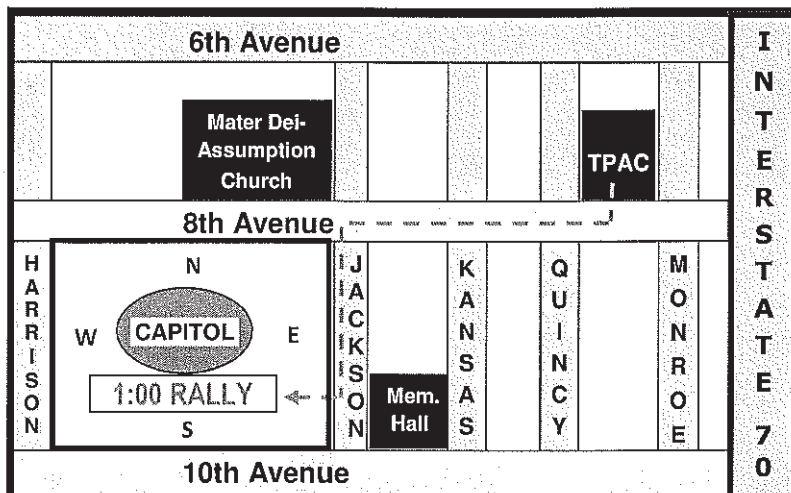 6th Avenue
INTERSTATE 70
Mater Dei-
Assumption
Church
TPAC
8th Avenue
HARRISON
N
W
CAPITOL
E
1:00 RALLY
S
JACKSON
Mem.
Hall
KANSAS
QUINCY
MONROE
10th Avenue